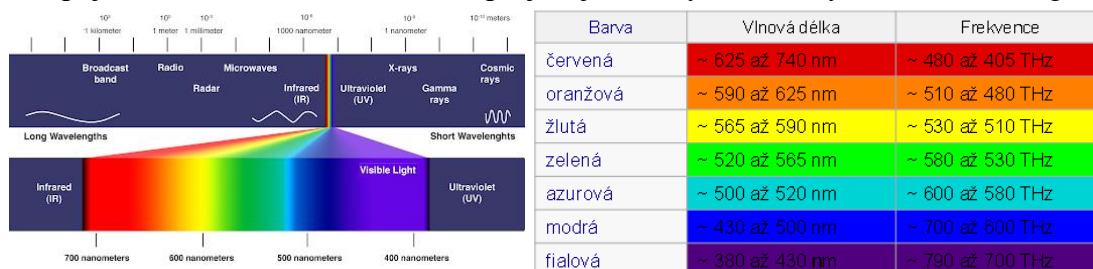 10³ 10⁰ 10⁻³ 10⁻⁶ 10⁻⁹ 10⁻¹² meters
1 kilometer 1 meter 1 millimeter 1000 nanometer 1 nanometer
Broadcast band Radio Radar Microwaves Infrared (IR) Ultraviolet (UV) X-rays Gamma rays Cosmic rays
Long Wavelengths Short Wavelenghts
Visible Light
Infrared (IR) Ultraviolet (UV)
700 nanometers 600 nanometers 500 nanometers 400 nanometers
Barva Vlnová délka Frekvence
červená ~ 625 až 740 nm ~ 480 až 405 THz
oranžová ~ 590 až 625 nm ~ 510 až 480 THz
žlutá ~ 565 až 590 nm ~ 530 až 510 THz
zelená ~ 520 až 565 nm ~ 580 až 530 THz
azurová ~ 500 až 520 nm ~ 600 až 580 THz
modrá ~ 430 až 500 nm ~ 700 až 600 THz
fialová ~ 380 až 430 nm ~ 790 až 700 THz